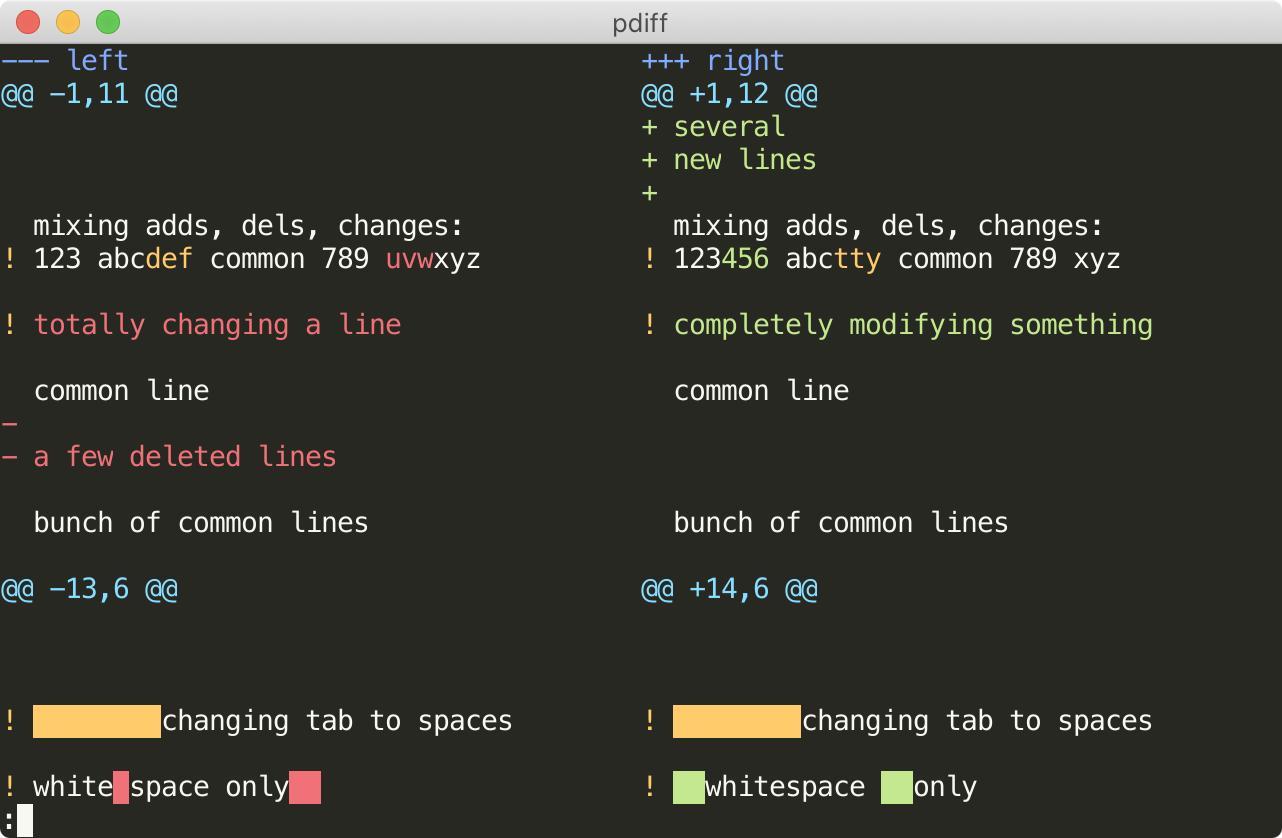 pdiff
--- left +++ right
@@ -1,11 @@ @@ +1,12 @@
+ several
+ new lines
+
mixing adds, dels, changes: mixing adds, dels, changes:
! 123 abcdef common 789 uvwxyz ! 123456 abctty common 789 xyz
! totally changing a line ! completely modifying something
common line common line
-
- a few deleted lines
bunch of common lines bunch of common lines
@@ -13,6 @@ @@ +14,6 @@
! changing tab to spaces ! changing tab to spaces
! white space only ! whitespace only
: